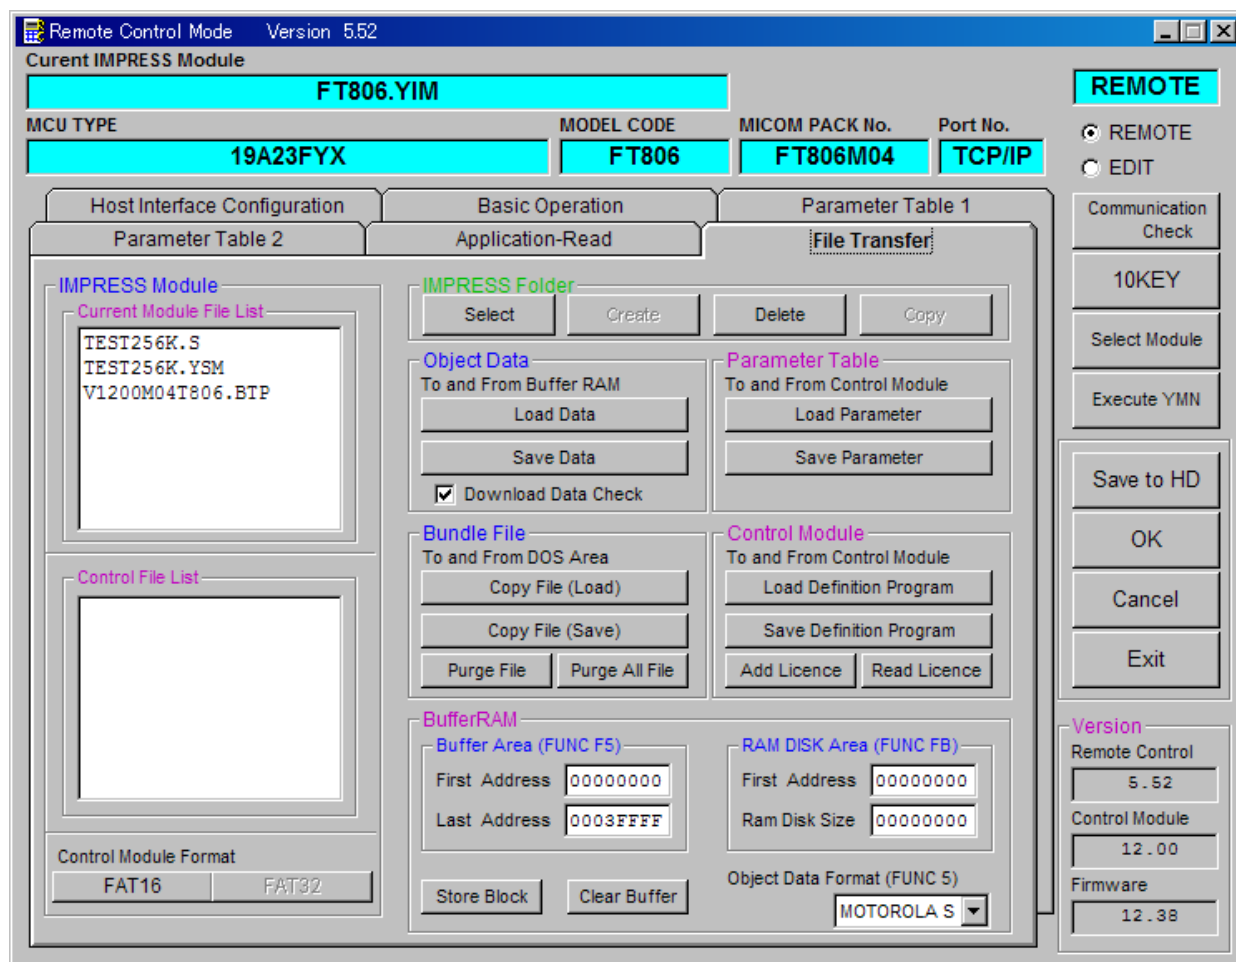 Remote Control Mode Version 5.52
Curent IMPRESS Module
FT806.YIM
REMOTE
MCU TYPE
MODEL CODE
MICOM PACK No.
Port No.
19A23FYX
FT806
FT806M04
TCP/IP
REMOTE
EDIT
Host Interface Configuration
Basic Operation
Parameter Table 1
Parameter Table 2
Application-Read
File Transfer
IMPRESS Module
Current Module File List
TEST256K.S
TEST256K.YSM
V1200M04T806.BTP
Control File List
Control Module Format
FAT16
FAT32
IMPRESS Folder
Select
Create
Delete
Copy
Object Data
To and From Buffer RAM
Load Data
Save Data
Download Data Check
Parameter Table
To and From Control Module
Load Parameter
Save Parameter
Bundle File
To and From DOS Area
Copy File (Load)
Copy File (Save)
Purge File
Purge All File
Control Module
To and From Control Module
Load Definition Program
Save Definition Program
Add Licence
Read Licence
BufferRAM
Buffer Area (FUNC F5)
First Address 00000000
Last Address 0003FFFF
RAM DISK Area (FUNC FB)
First Address 00000000
Ram Disk Size 00000000
Store Block
Clear Buffer
Object Data Format (FUNC 5)
MOTOROLA S
Communication
Check
10KEY
Select Module
Execute YMN
Save to HD
OK
Cancel
Exit
Version
Remote Control
5.52
Control Module
12.00
Firmware
12.38